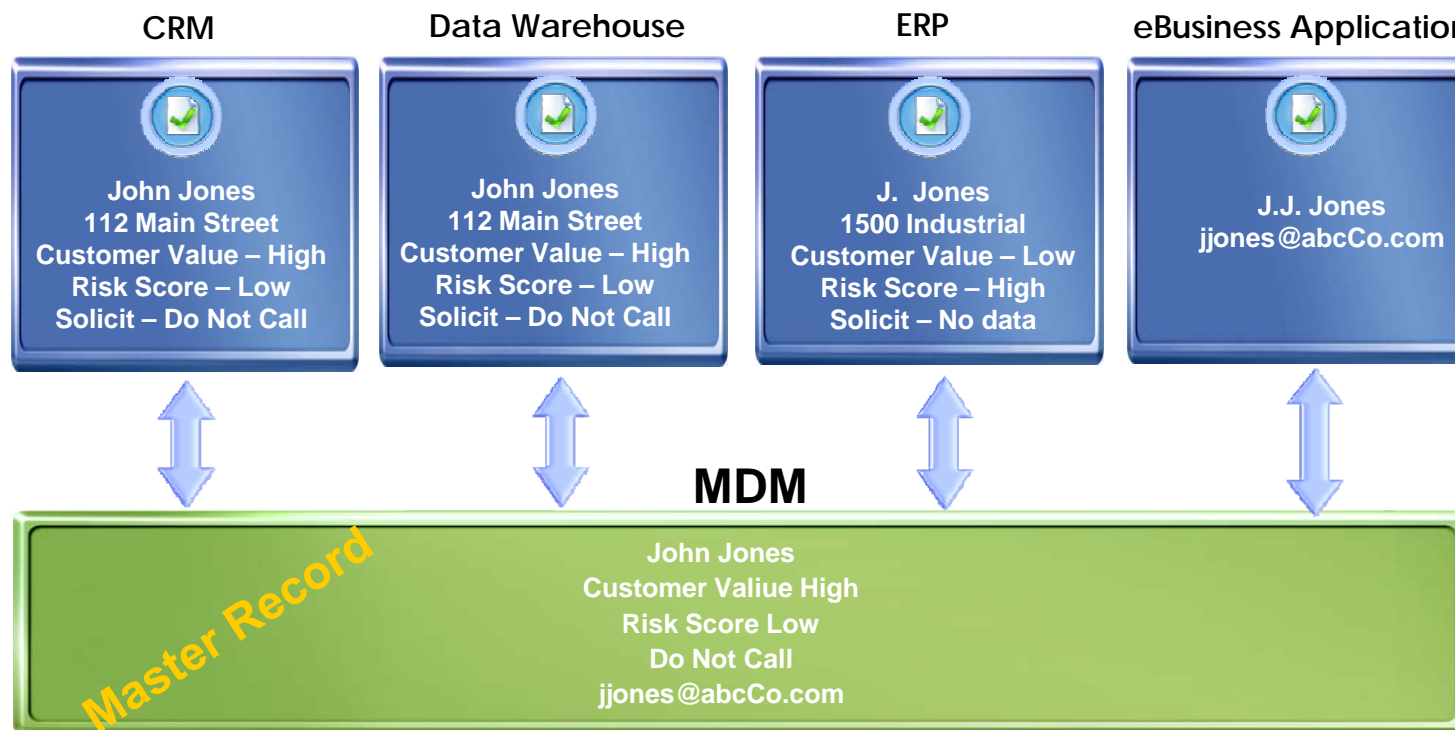 CRM
John Jones
112 Main Street
Customer Value – High
Risk Score – Low
Solicit – Do Not Call
Data Warehouse
John Jones
112 Main Street
Customer Value – High
Risk Score – Low
Solicit – Do Not Call
ERP
J. Jones
1500 Industrial
Customer Value – Low
Risk Score – High
Solicit – No data
eBusiness Application
J.J. Jones
jjones@abcCo.com
MDM
Master Record
John Jones
Customer Valiue High
Risk Score Low
Do Not Call
jjones@abcCo.com